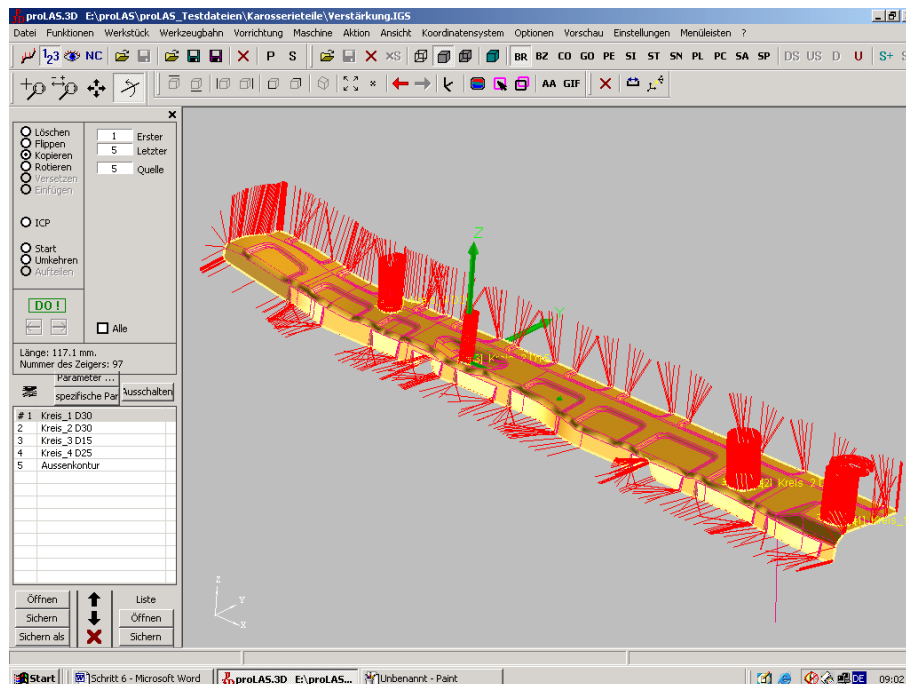 proLAS.3D E:\proLAS\proLAS_Testdateien\Karosserieteile\Verstärkung.IGS
Datei Funktionen Werkstück Werkzeugbahn Vorrichtung Maschine Aktion Ansicht Koordinatensystem Optionen Vorschau Einstellungen Menüleisten ?
123 NC P S ×S BR BZ CO GO PE SI ST SN PL PC SA SP DS US D U S+
AA GIF
Löschen 1 Erster
Flippen
Kopieren 5 Letzter
Rotieren 5 Quelle
Versetzen
Einfügen
ICP
Start
Umkehren
Aufteilen
DO !
Alle
Länge: 117.1 mm.
Nummer des Zeigers: 97
Parameter ...
spezifische Par Ausschalten
# 1 Kreis_1 D30
2 Kreis_2 D30
3 Kreis_3 D15
4 Kreis_4 D25
5 Aussenkontur
Öffnen Liste
Sichern Öffnen
Sichern als Sichern
Z
Y
Z
Y
X
Start Schritt 6 - Microsoft Word proLAS.3D E:\proLAS... Unbenannt - Paint DE 09:02